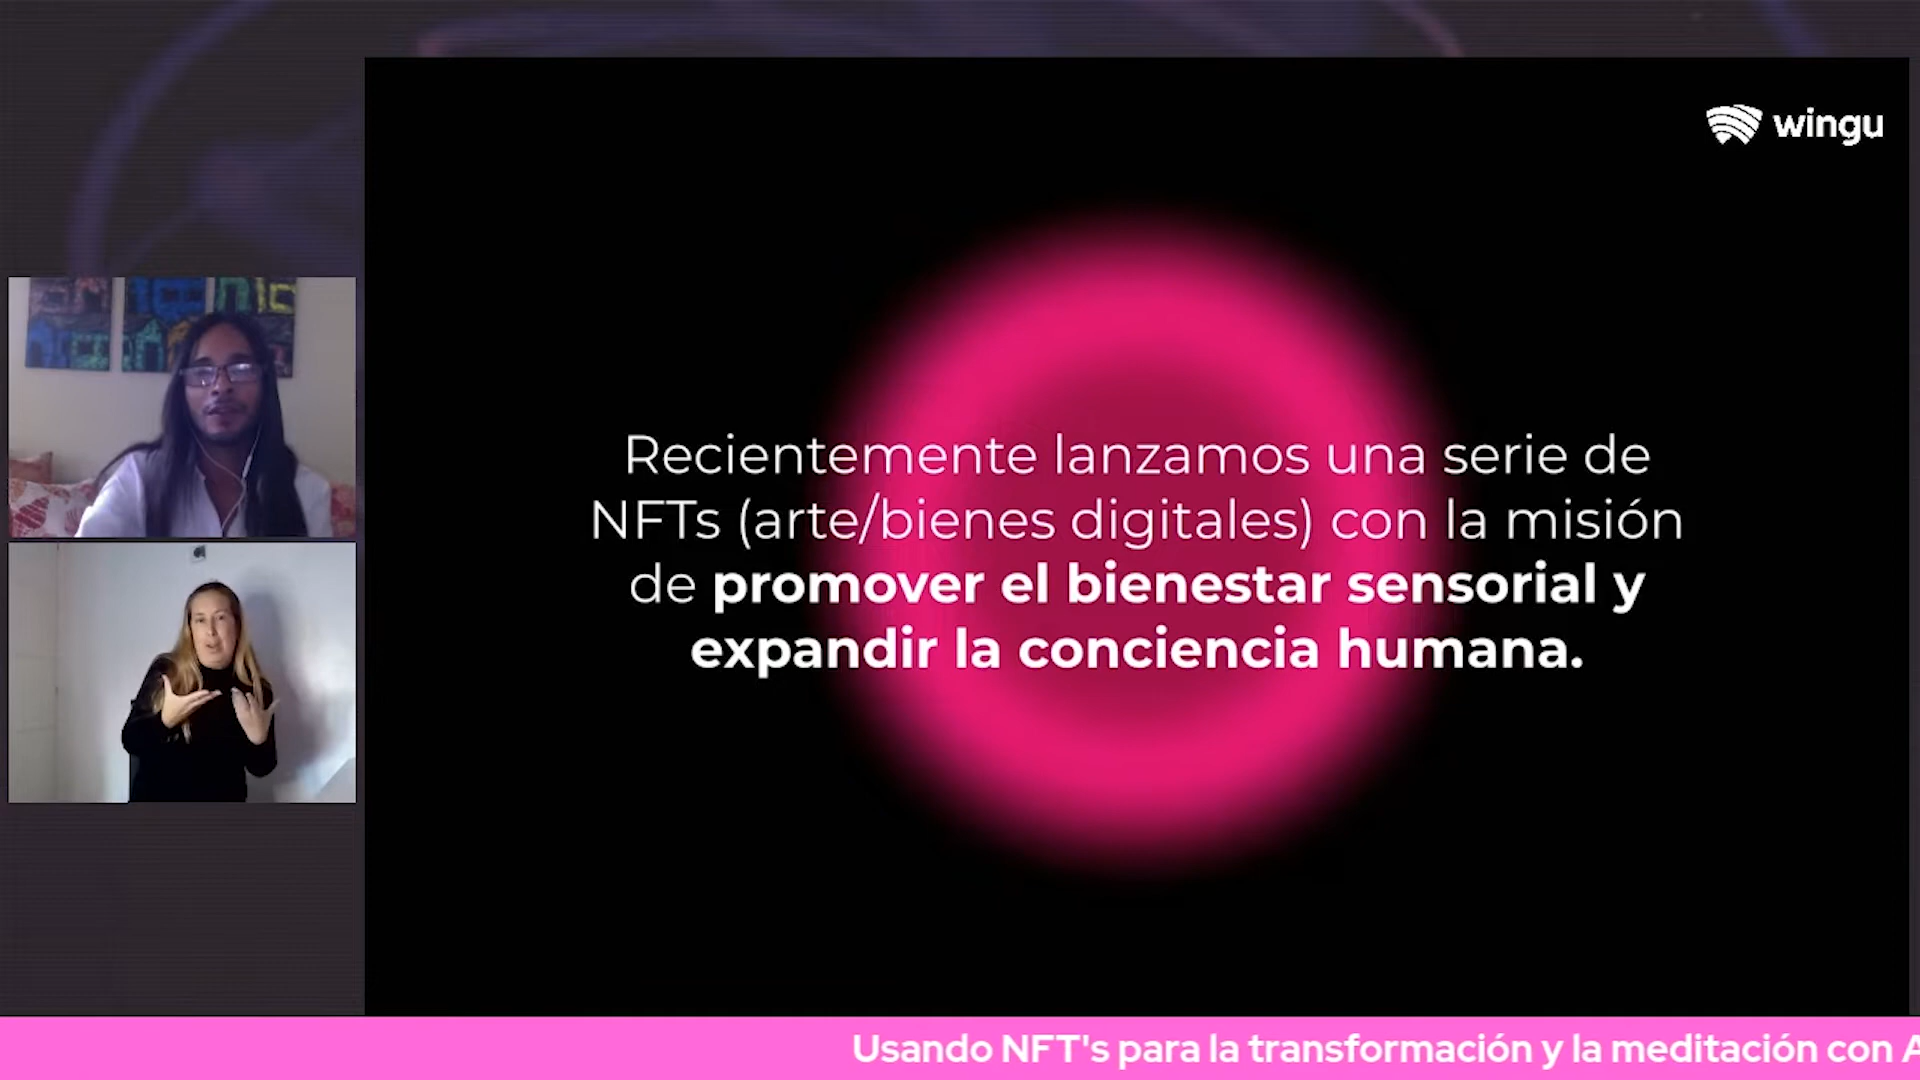 wingu
Recientemente lanzamos una serie de
NFTs (arte/bienes digitales) con la misión
de promover el bienestar sensorial y
expandir la conciencia humana.
Usando NFT's para la transformación y la meditación con A